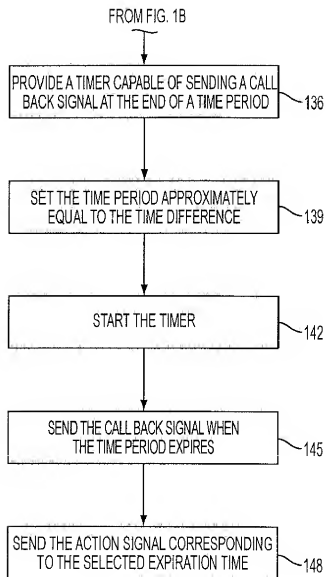 FROM FIG. 1B
PROVIDE A TIMER CAPABLE OF SENDING A CALL
BACK SIGNAL AT THE END OF A TIME PERIOD
136
SET THE TIME PERIOD APPROXIMATELY
EQUAL TO THE TIME DIFFERENCE
139
START THE TIMER
142
SEND THE CALL BACK SIGNAL WHEN
THE TIME PERIOD EXPIRES
145
SEND THE ACTION SIGNAL CORRESPONDING
TO THE SELECTED EXPIRATION TIME
148